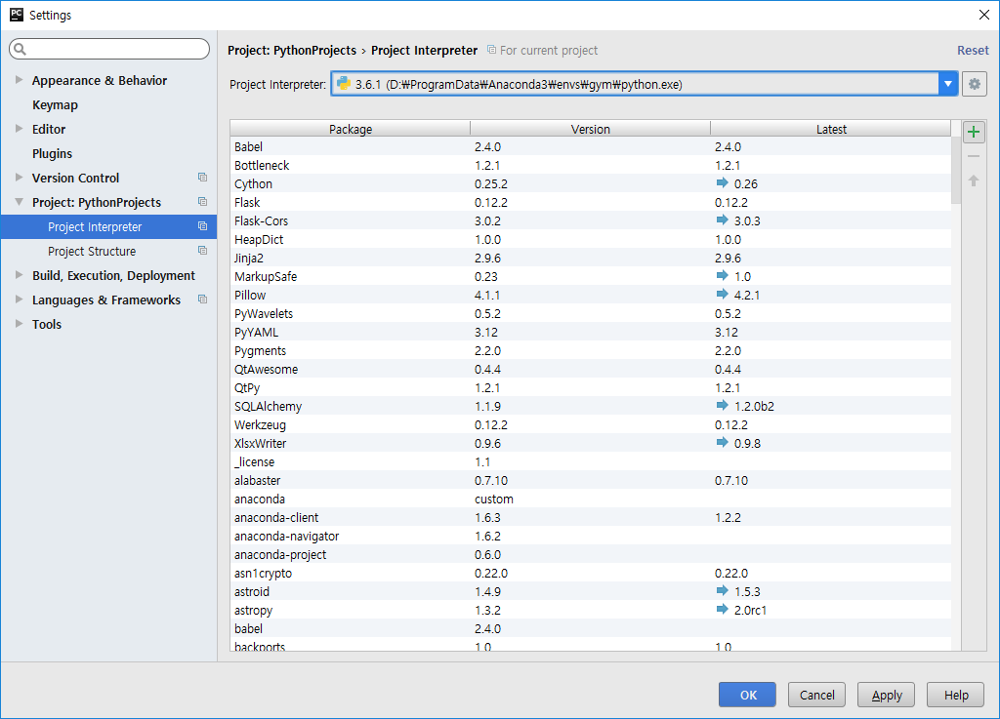 PC Settings
Project: PythonProjects › Project Interpreter For current project Reset
Appearance & Behavior
Keymap
Editor
Plugins
Version Control
Project: PythonProjects
Project Interpreter
Project Structure
Build, Execution, Deployment
Languages & Frameworks
Tools
Project Interpreter: 3.6.1 (D:₩ProgramData₩Anaconda3₩envs₩gym₩python.exe)
Package Version Latest
Babel 2.4.0 2.4.0
Bottleneck 1.2.1 1.2.1
Cython 0.25.2 0.26
Flask 0.12.2 0.12.2
Flask-Cors 3.0.2 3.0.3
HeapDict 1.0.0 1.0.0
Jinja2 2.9.6 2.9.6
MarkupSafe 0.23 1.0
Pillow 4.1.1 4.2.1
PyWavelets 0.5.2 0.5.2
PyYAML 3.12 3.12
Pygments 2.2.0 2.2.0
QtAwesome 0.4.4 0.4.4
QtPy 1.2.1 1.2.1
SQLAlchemy 1.1.9 1.2.0b2
Werkzeug 0.12.2 0.12.2
XlsxWriter 0.9.6 0.9.8
_license 1.1
alabaster 0.7.10 0.7.10
anaconda custom
anaconda-client 1.6.3 1.2.2
anaconda-navigator 1.6.2
anaconda-project 0.6.0
asn1crypto 0.22.0 0.22.0
astroid 1.4.9 1.5.3
astropy 1.3.2 2.0rc1
babel 2.4.0
backports 1.0 1.0
OK Cancel Apply Help